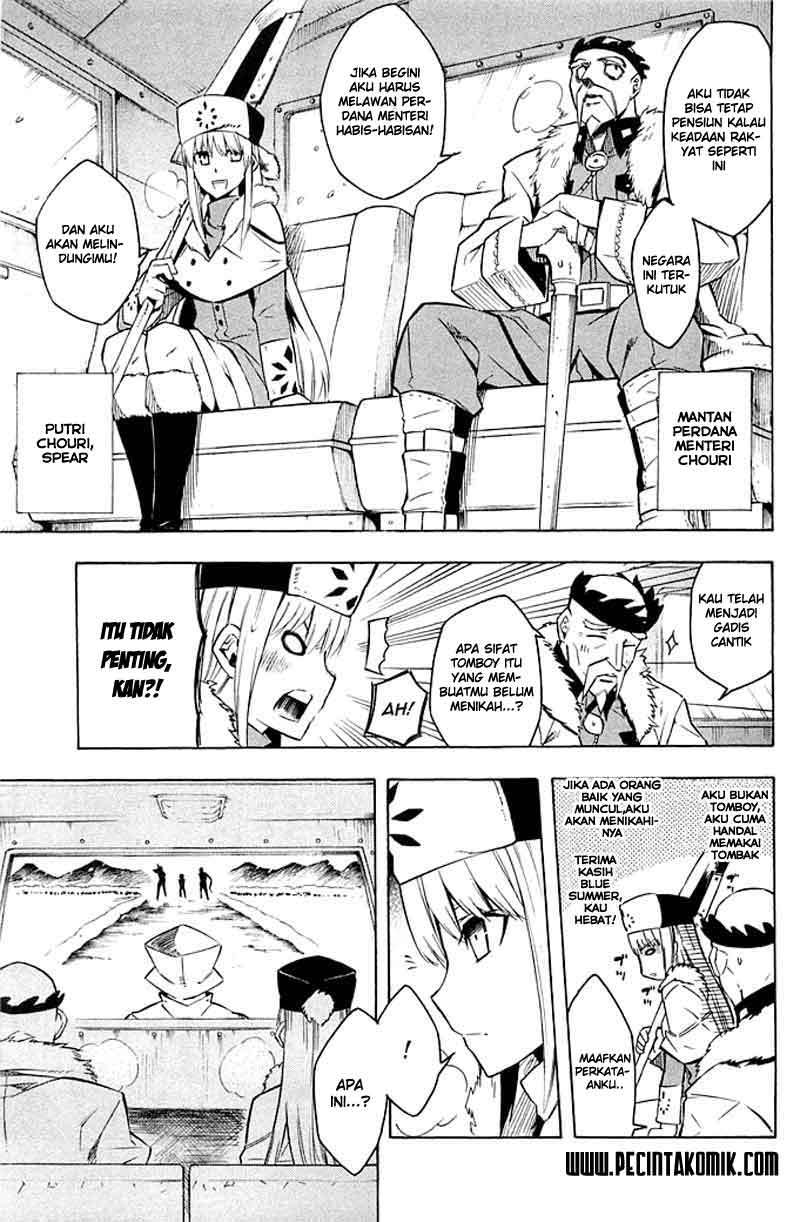 AKU TIDAK
BISA TETAP
PENSIUN KALAU
KEADAAN RAK-
YAT SEPERTI
INI
NEGARA
INI TER-
KUTUK
MANTAN
PERDANA
MENTERI
CHOURI
JIKA BEGINI
AKU HARUS
MELAWAN PER-
DANA MENTERI
HABIS-HABISAN!
DAN AKU
AKAN MELIN-
DUNGIMU!
PUTRI
CHOURI,
SPEAR
KAU TELAH
MENJADI
GADIS
CANTIK
APA SIFAT
TOMBOY ITU
YANG MEM-
BUATMU BELUM
MENIKAH...?
AH!
ITU TIDAK
PENTING,
KAN?!
AKU BUKAN
TOMBOY,
AKU CUMA
HANDAL
MEMAKAI
TOMBAK
JIKA ADA ORANG
BAIK YANG
MUNCUL,AKU
AKAN MENIKAHI-
NYA
TERIMA
KASIH
BLUE
SUMMER,
KAU
HEBAT!
MAAFKAN
PERKATA-
ANKU..
!
APA
INI...?
WWW.PECINTAKOMIK.COM